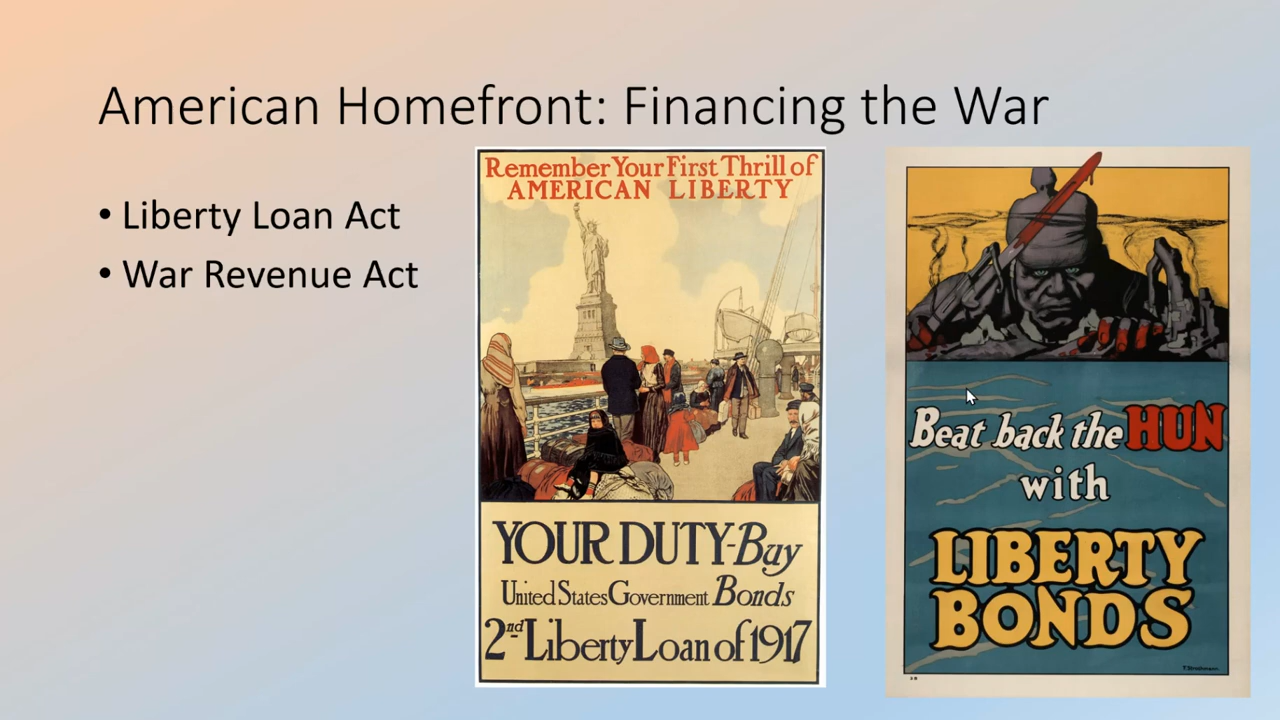 American Homefront: Financing the War
• Liberty Loan Act
• War Revenue Act
Remember Your First Thrill of
AMERICAN LIBERTY
YOUR DUTY-Buy
United States Government Bonds
2nd Liberty Loan of 1917
Beat back the HUN
with
LIBERTY
BONDS
F. Strothmann